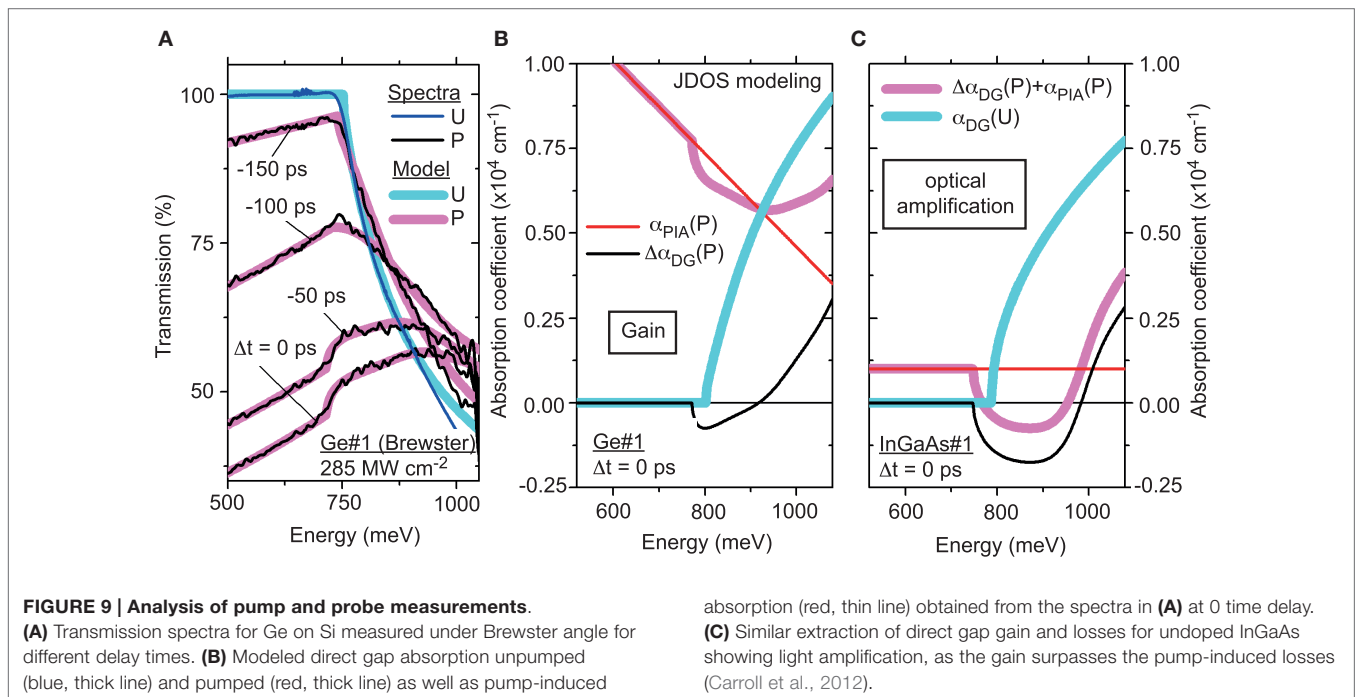 A
B
C
Spectra
U
P
Model
U
P
-150 ps
-100 ps
-50 ps
Δt = 0 ps
Ge#1 (Brewster)
285 MW cm-2
100
75
50
Transmission (%)
500
750
1000
Energy (meV)
JDOS modeling
αPIA(P)
ΔαDG(P)
Gain
Ge#1
Δt = 0 ps
1.00
0.75
0.50
0.25
0.00
-0.25
Absorption coefficient (x10⁴ cm⁻¹)
600
800
1000
Energy (meV)
ΔαDG(P)+αPIA(P)
αDG(U)
optical
amplification
InGaAs#1
Δt = 0 ps
1.00
0.75
0.50
0.25
0.00
-0.25
Absorption coefficient (x10⁴ cm⁻¹)
600
800
1000
Energy (meV)
FIGURE 9 | Analysis of pump and probe measurements.
(A) Transmission spectra for Ge on Si measured under Brewster angle for
different delay times. (B) Modeled direct gap absorption unpumped
(blue, thick line) and pumped (red, thick line) as well as pump-induced
absorption (red, thin line) obtained from the spectra in (A) at 0 time delay.
(C) Similar extraction of direct gap gain and losses for undoped InGaAs
showing light amplification, as the gain surpasses the pump-induced losses
(Carroll et al., 2012).